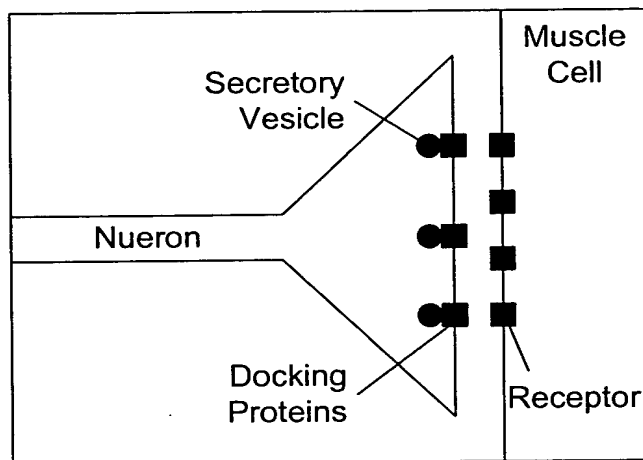 Muscle
Cell
Secretory
Vesicle
Nueron
Docking
Proteins
Receptor